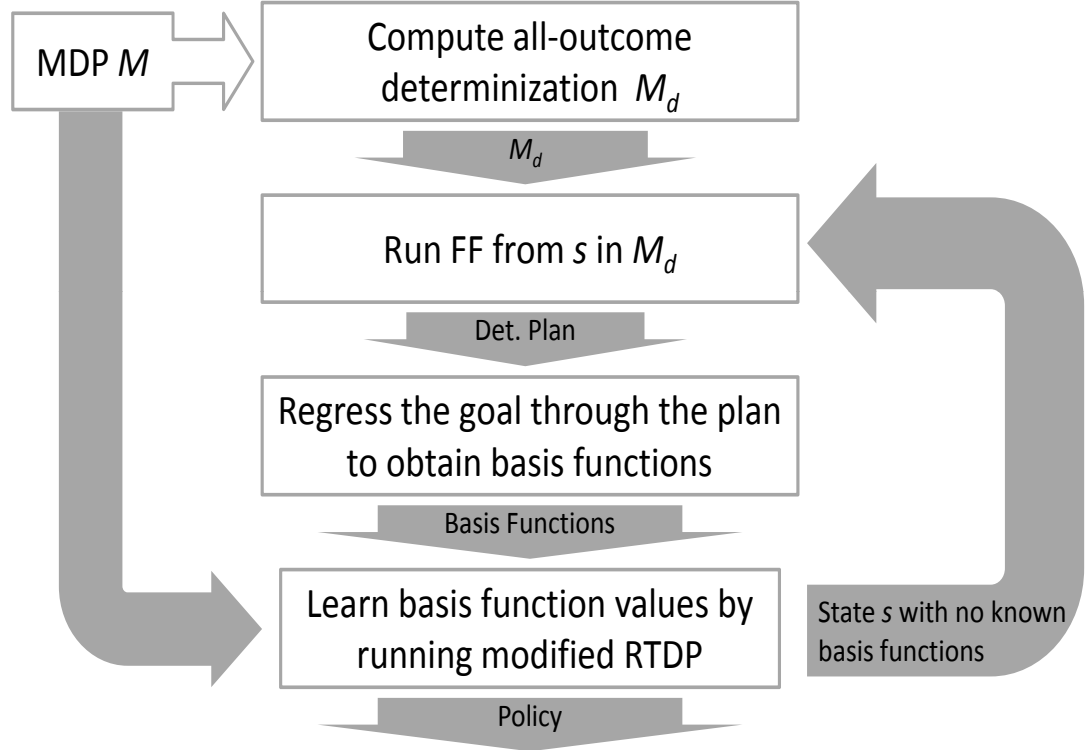 MDP M
Compute all-outcome
determinization M_d
M_d
Run FF from s in M_d
Det. Plan
Regress the goal through the plan
to obtain basis functions
Basis Functions
Learn basis function values by
running modified RTDP
State s with no known
basis functions
Policy